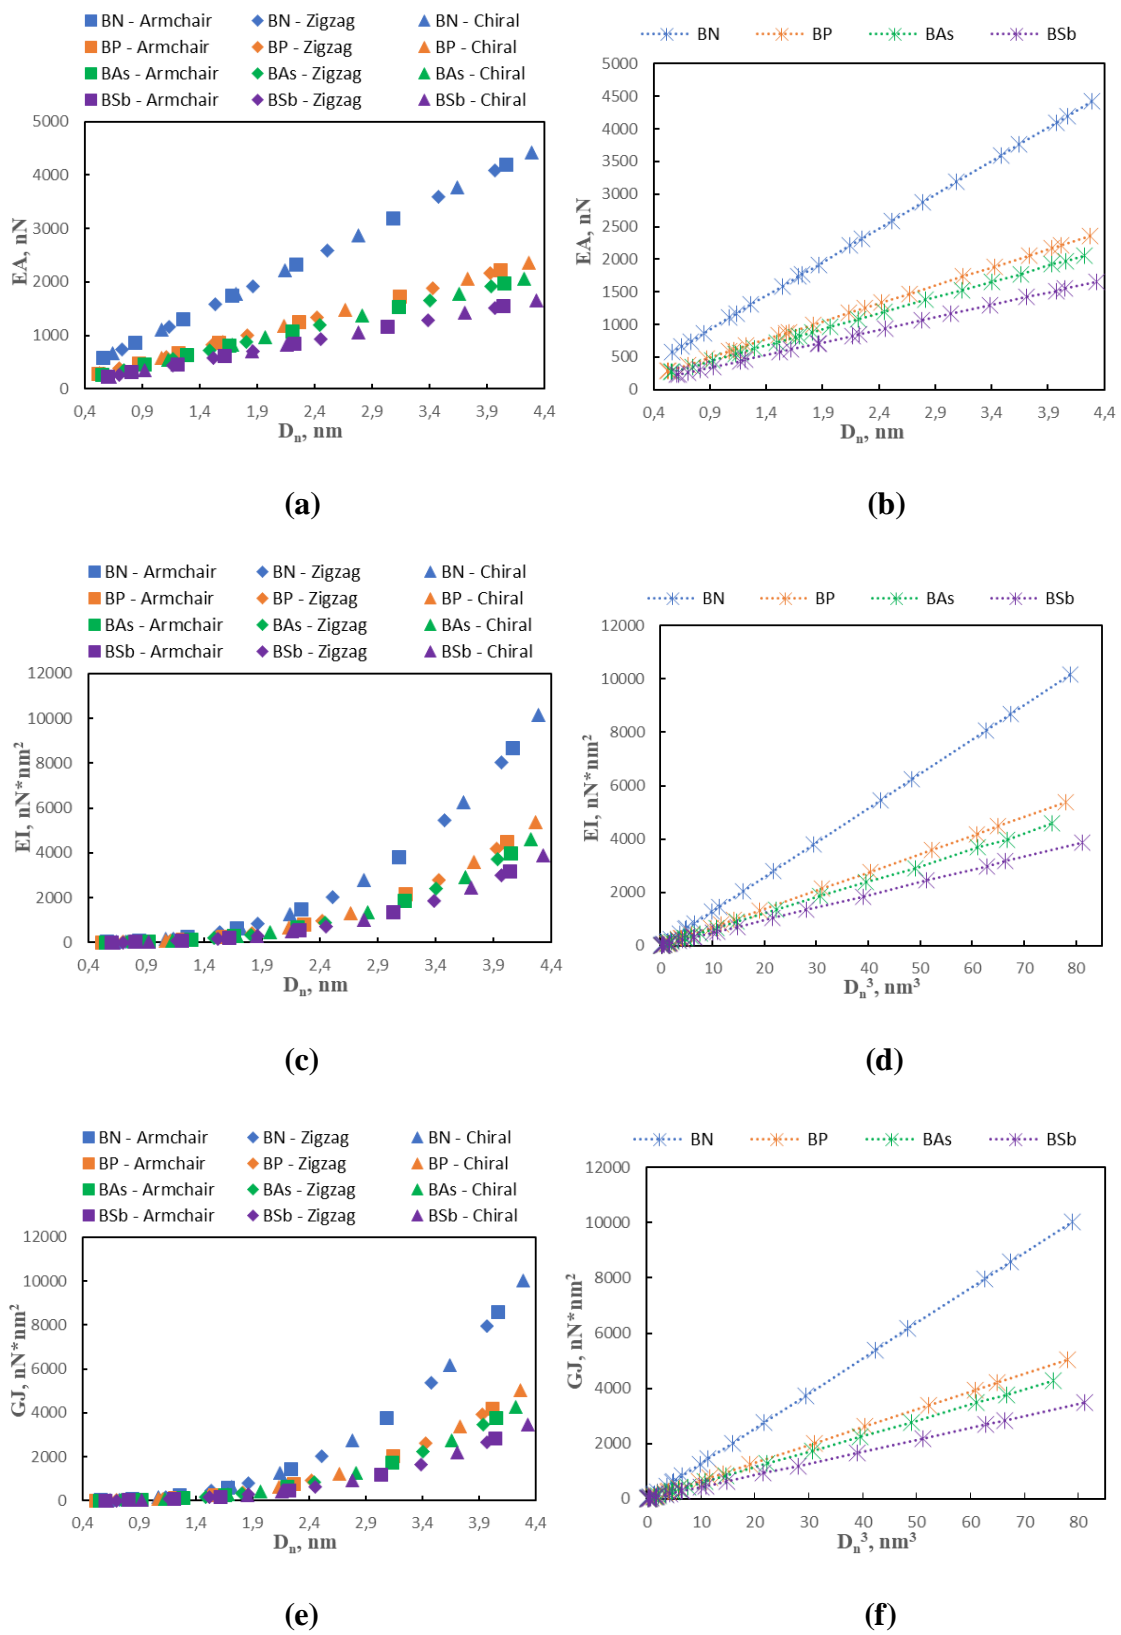 BN - Armchair BN - Zigzag BN - Chiral
BP - Armchair BP - Zigzag BP - Chiral
BAs - Armchair BAs - Zigzag BAs - Chiral
BSb - Armchair BSb - Zigzag BSb - Chiral
5000
4000
3000
2000
1000
0
EA, nN
0,4 0,9 1,4 1,9 2,4 2,9 3,4 3,9 4,4
Dₙ, nm
(a)
BN BP BAs BSb
5000
4500
4000
3500
3000
2500
2000
1500
1000
500
0
EA, nN
0,4 0,9 1,4 1,9 2,4 2,9 3,4 3,9 4,4
Dₙ, nm
(b)
BN - Armchair BN - Zigzag BN - Chiral
BP - Armchair BP - Zigzag BP - Chiral
BAs - Armchair BAs - Zigzag BAs - Chiral
BSb - Armchair BSb - Zigzag BSb - Chiral
12000
10000
8000
6000
4000
2000
0
EI, nN*nm²
0,4 0,9 1,4 1,9 2,4 2,9 3,4 3,9 4,4
Dₙ, nm
(c)
BN BP BAs BSb
12000
10000
8000
6000
4000
2000
0
EI, nN*nm²
0 10 20 30 40 50 60 70 80
Dₙ³, nm³
(d)
BN - Armchair BN - Zigzag BN - Chiral
BP - Armchair BP - Zigzag BP - Chiral
BAs - Armchair BAs - Zigzag BAs - Chiral
BSb - Armchair BSb - Zigzag BSb - Chiral
12000
10000
8000
6000
4000
2000
0
GJ, nN*nm²
0,4 0,9 1,4 1,9 2,4 2,9 3,4 3,9 4,4
Dₙ, nm
(e)
BN BP BAs BSb
12000
10000
8000
6000
4000
2000
0
GJ, nN*nm²
0 10 20 30 40 50 60 70 80
Dₙ³, nm³
(f)